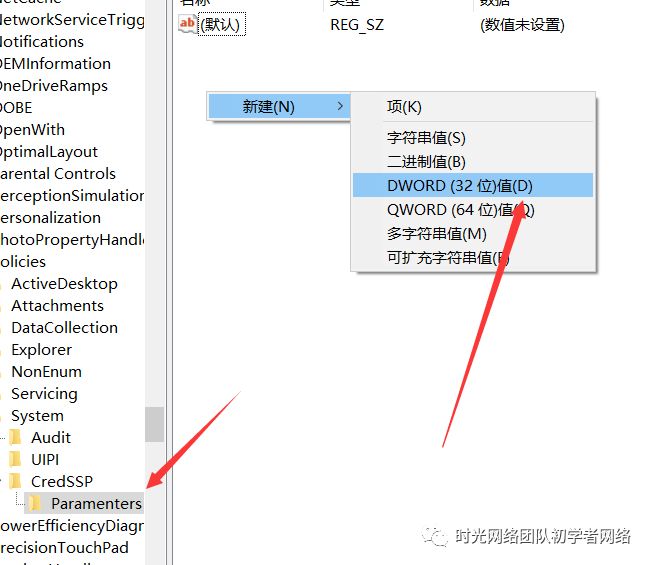 名称 类型 数据
ab (默认) REG_SZ (数值未设置)
NetworkServiceTrigg
Notifications
OEMInformation
OneDriveRamps
OOBE
OpenWith
OptimalLayout
Parental Controls
PerceptionSimulation
Personalization
PhotoPropertyHandle
Policies
ActiveDesktop
Attachments
DataCollection
Explorer
NonEnum
Servicing
System
Audit
UIPI
CredSSP
Paramenters
PowerEfficiencyDiagr
PrecisionTouchPad
新建(N)
项(K)
字符串值(S)
二进制值(B)
DWORD (32 位)值(D)
QWORD (64 位)值(Q)
多字符串值(M)
可扩充字符串值(E)
时光网络团队初学者网络